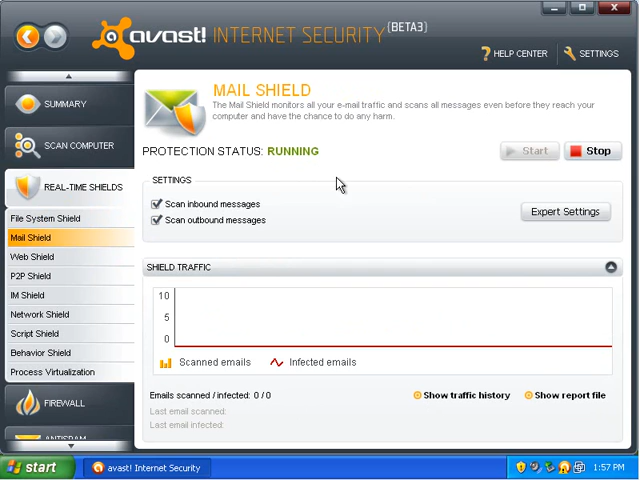 avast! INTERNET SECURITY (BETA3)
HELP CENTER
SETTINGS
SUMMARY
SCAN COMPUTER
REAL-TIME SHIELDS
File System Shield
Mail Shield
Web Shield
P2P Shield
IM Shield
Network Shield
Script Shield
Behavior Shield
Process Virtualization
FIREWALL
ANTISPAM
MAIL SHIELD
The Mail Shield monitors all your e-mail traffic and scans all messages even before they reach your
computer and have the chance to do any harm.
PROTECTION STATUS: RUNNING
Start
Stop
SETTINGS
Scan inbound messages
Scan outbound messages
Expert Settings
SHIELD TRAFFIC
10
5
0
Scanned emails
Infected emails
Emails scanned / infected: 0 / 0
Show traffic history
Show report file
Last email scanned:
Last email infected:
start
avast! Internet Security
1:57 PM